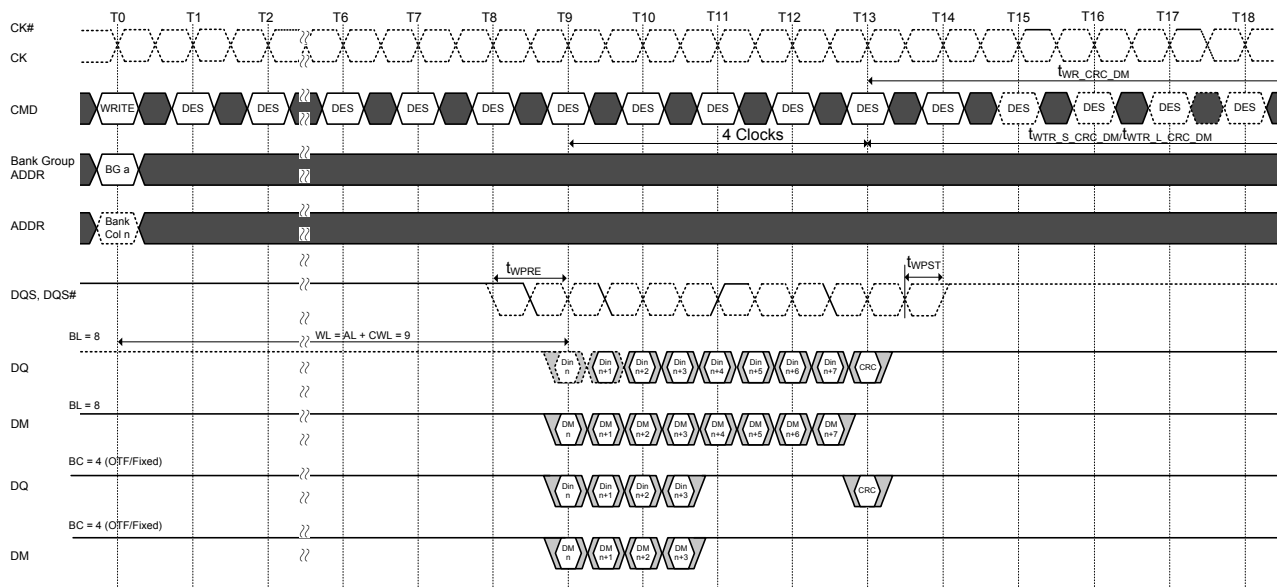 T0 T1 T2 T6 T7 T8 T9 T10 T11 T12 T13 T14 T15 T16 T17 T18
CK#
CK
tWR_CRC_DM
CMD WRITE DES DES DES DES DES DES DES DES DES DES DES DES DES DES DES
4 Clocks tWTR_S_CRC_DM/tWTR_L_CRC_DM
Bank Group
ADDR
BG a
ADDR
Bank
Col n
tWPRE tWPST
DQS, DQS#
BL = 8 WL = AL + CWL = 9
DQ
Din Din Din Din Din Din Din Din CRC
n n+1 n+2 n+3 n+4 n+5 n+6 n+7
BL = 8
DM
DM DM DM DM DM DM DM DM
n n+1 n+2 n+3 n+4 n+5 n+6 n+7
BC = 4 (OTF/Fixed)
DQ
Din Din Din Din CRC
n n+1 n+2 n+3
BC = 4 (OTF/Fixed)
DM
DM DM DM DM
n n+1 n+2 n+3